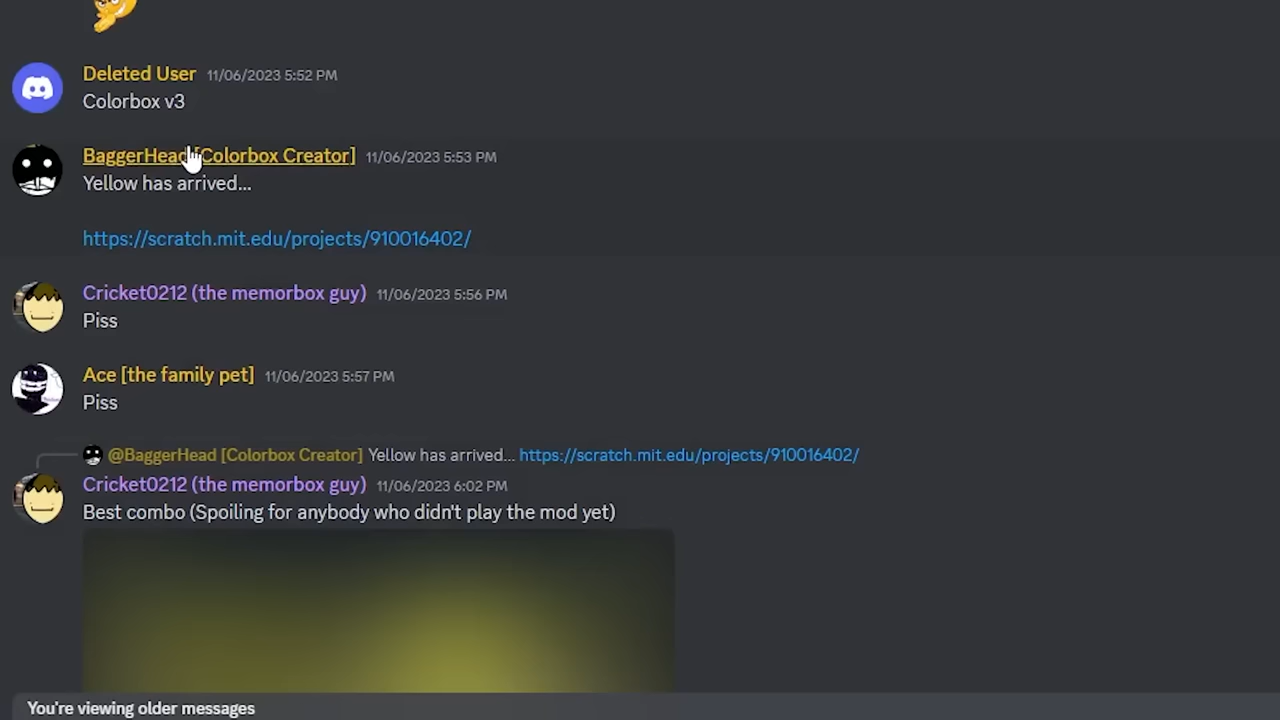 Deleted User 11/06/2023 5:52 PM
Colorbox v3
BaggerHead [Colorbox Creator] 11/06/2023 5:53 PM
Yellow has arrived...
https://scratch.mit.edu/projects/910016402/
Cricket0212 (the memorbox guy) 11/06/2023 5:56 PM
Piss
Ace [the family pet] 11/06/2023 5:57 PM
Piss
@BaggerHead [Colorbox Creator] Yellow has arrived... https://scratch.mit.edu/projects/910016402/
Cricket0212 (the memorbox guy) 11/06/2023 6:02 PM
Best combo (Spoiling for anybody who didn't play the mod yet)
You're viewing older messages